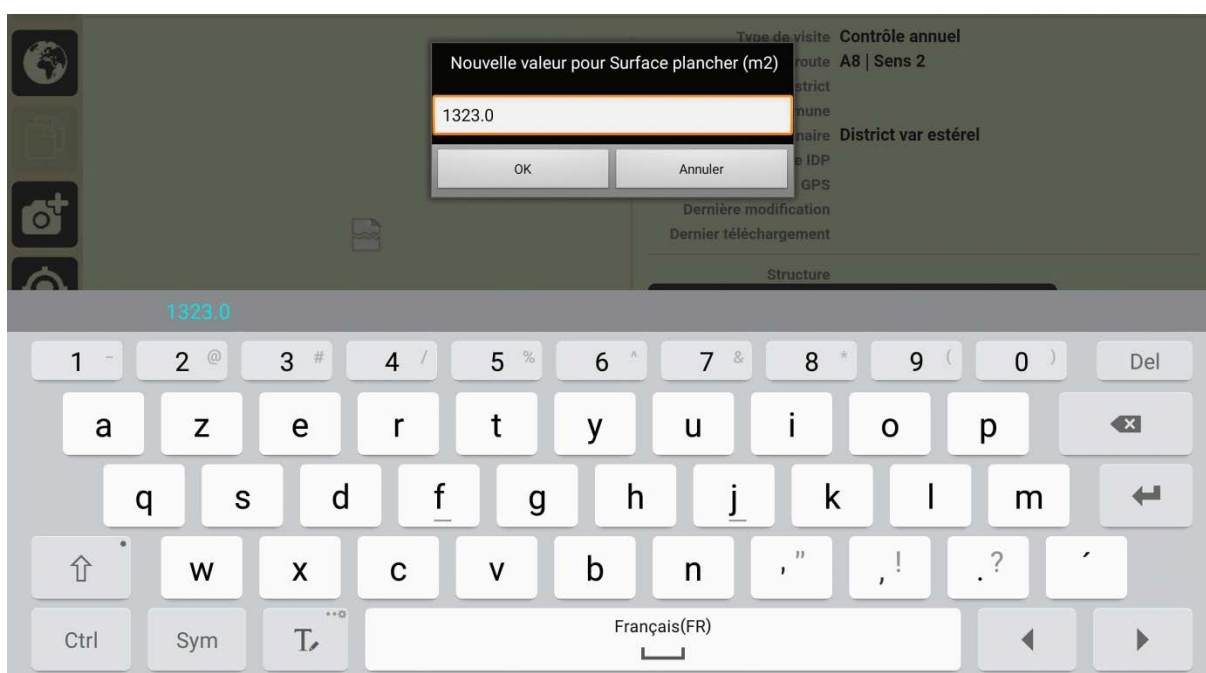 Type de visite Contrôle annuel
route A8 | Sens 2
strict
mune
naire District var estérel
e IDP
GPS
Dernière modification
Dernier téléchargement
Structure
Nouvelle valeur pour Surface plancher (m2)
1323.0
OK Annuler
1323.0
1 - 2 @ 3 # 4 / 5 % 6 ^ 7 & 8 * 9 ( 0 ) Del
a z e r t y u i o p
q s d f g h j k l m
w x c v b n ' " , ! . ? ´
Ctrl Sym T Français(FR)